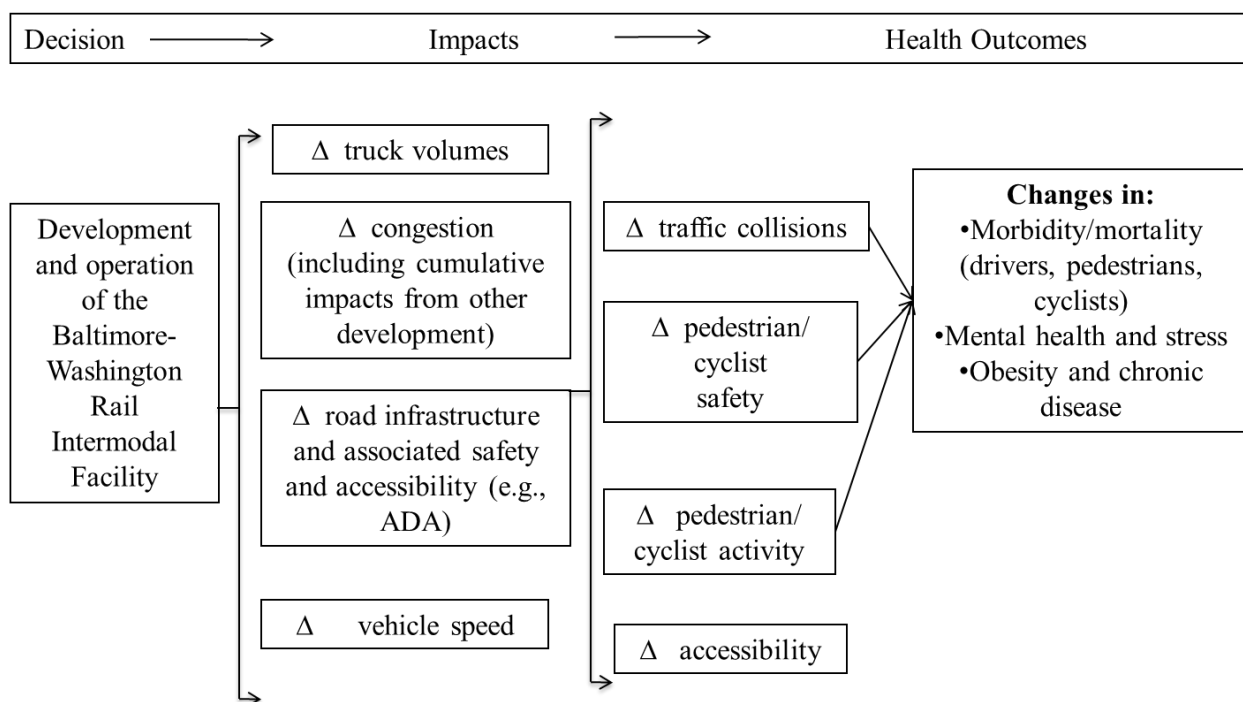 Decision
Impacts
Health Outcomes
Development
and operation
of the
Baltimore-
Washington
Rail
Intermodal
Facility
Δ truck volumes
Δ congestion
(including cumulative
impacts from other
development)
Δ road infrastructure
and associated safety
and accessibility (e.g.,
ADA)
Δ vehicle speed
Δ traffic collisions
Δ pedestrian/
cyclist
safety
Δ pedestrian/
cyclist activity
Δ accessibility
Changes in:
•Morbidity/mortality
(drivers, pedestrians,
cyclists)
•Mental health and stress
•Obesity and chronic
disease